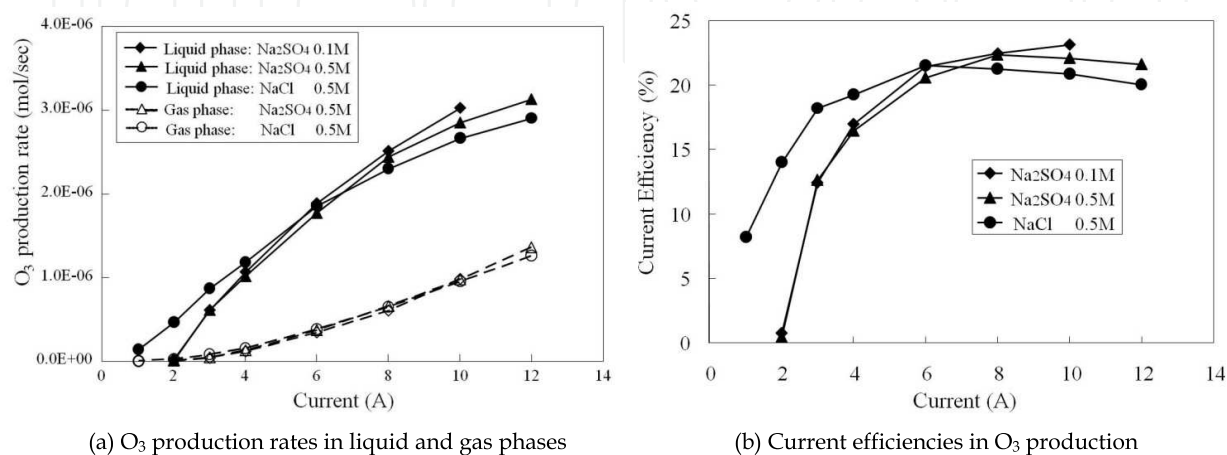 4.0E-06
3.0E-06
2.0E-06
1.0E-06
0.0E+00
O3 production rate (mol/sec)
Liquid phase: Na2SO4 0.1M
Liquid phase: Na2SO4 0.5M
Liquid phase: NaCl 0.5M
Gas phase: Na2SO4 0.5M
Gas phase: NaCl 0.5M
0 2 4 6 8 10 12 14
Current (A)
(a) O3 production rates in liquid and gas phases
25
20
15
10
5
0
Current Efficiency (%)
Na2SO4 0.1M
Na2SO4 0.5M
NaCl 0.5M
0 2 4 6 8 10 12 14
Current (A)
(b) Current efficiencies in O3 production